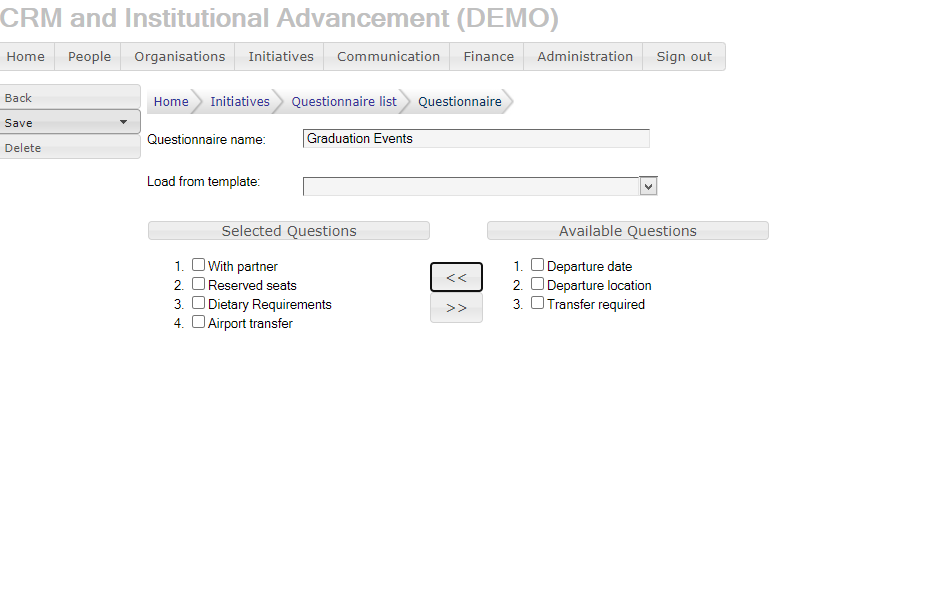 CRM and Institutional Advancement (DEMO)
Home People Organisations Initiatives Communication Finance Administration Sign out
Back
Save
Delete
Home Initiatives Questionnaire list Questionnaire
Questionnaire name: Graduation Events
Load from template:
Selected Questions
1. With partner
2. Reserved seats
3. Dietary Requirements
4. Airport transfer
<<
>>
Available Questions
1. Departure date
2. Departure location
3. Transfer required